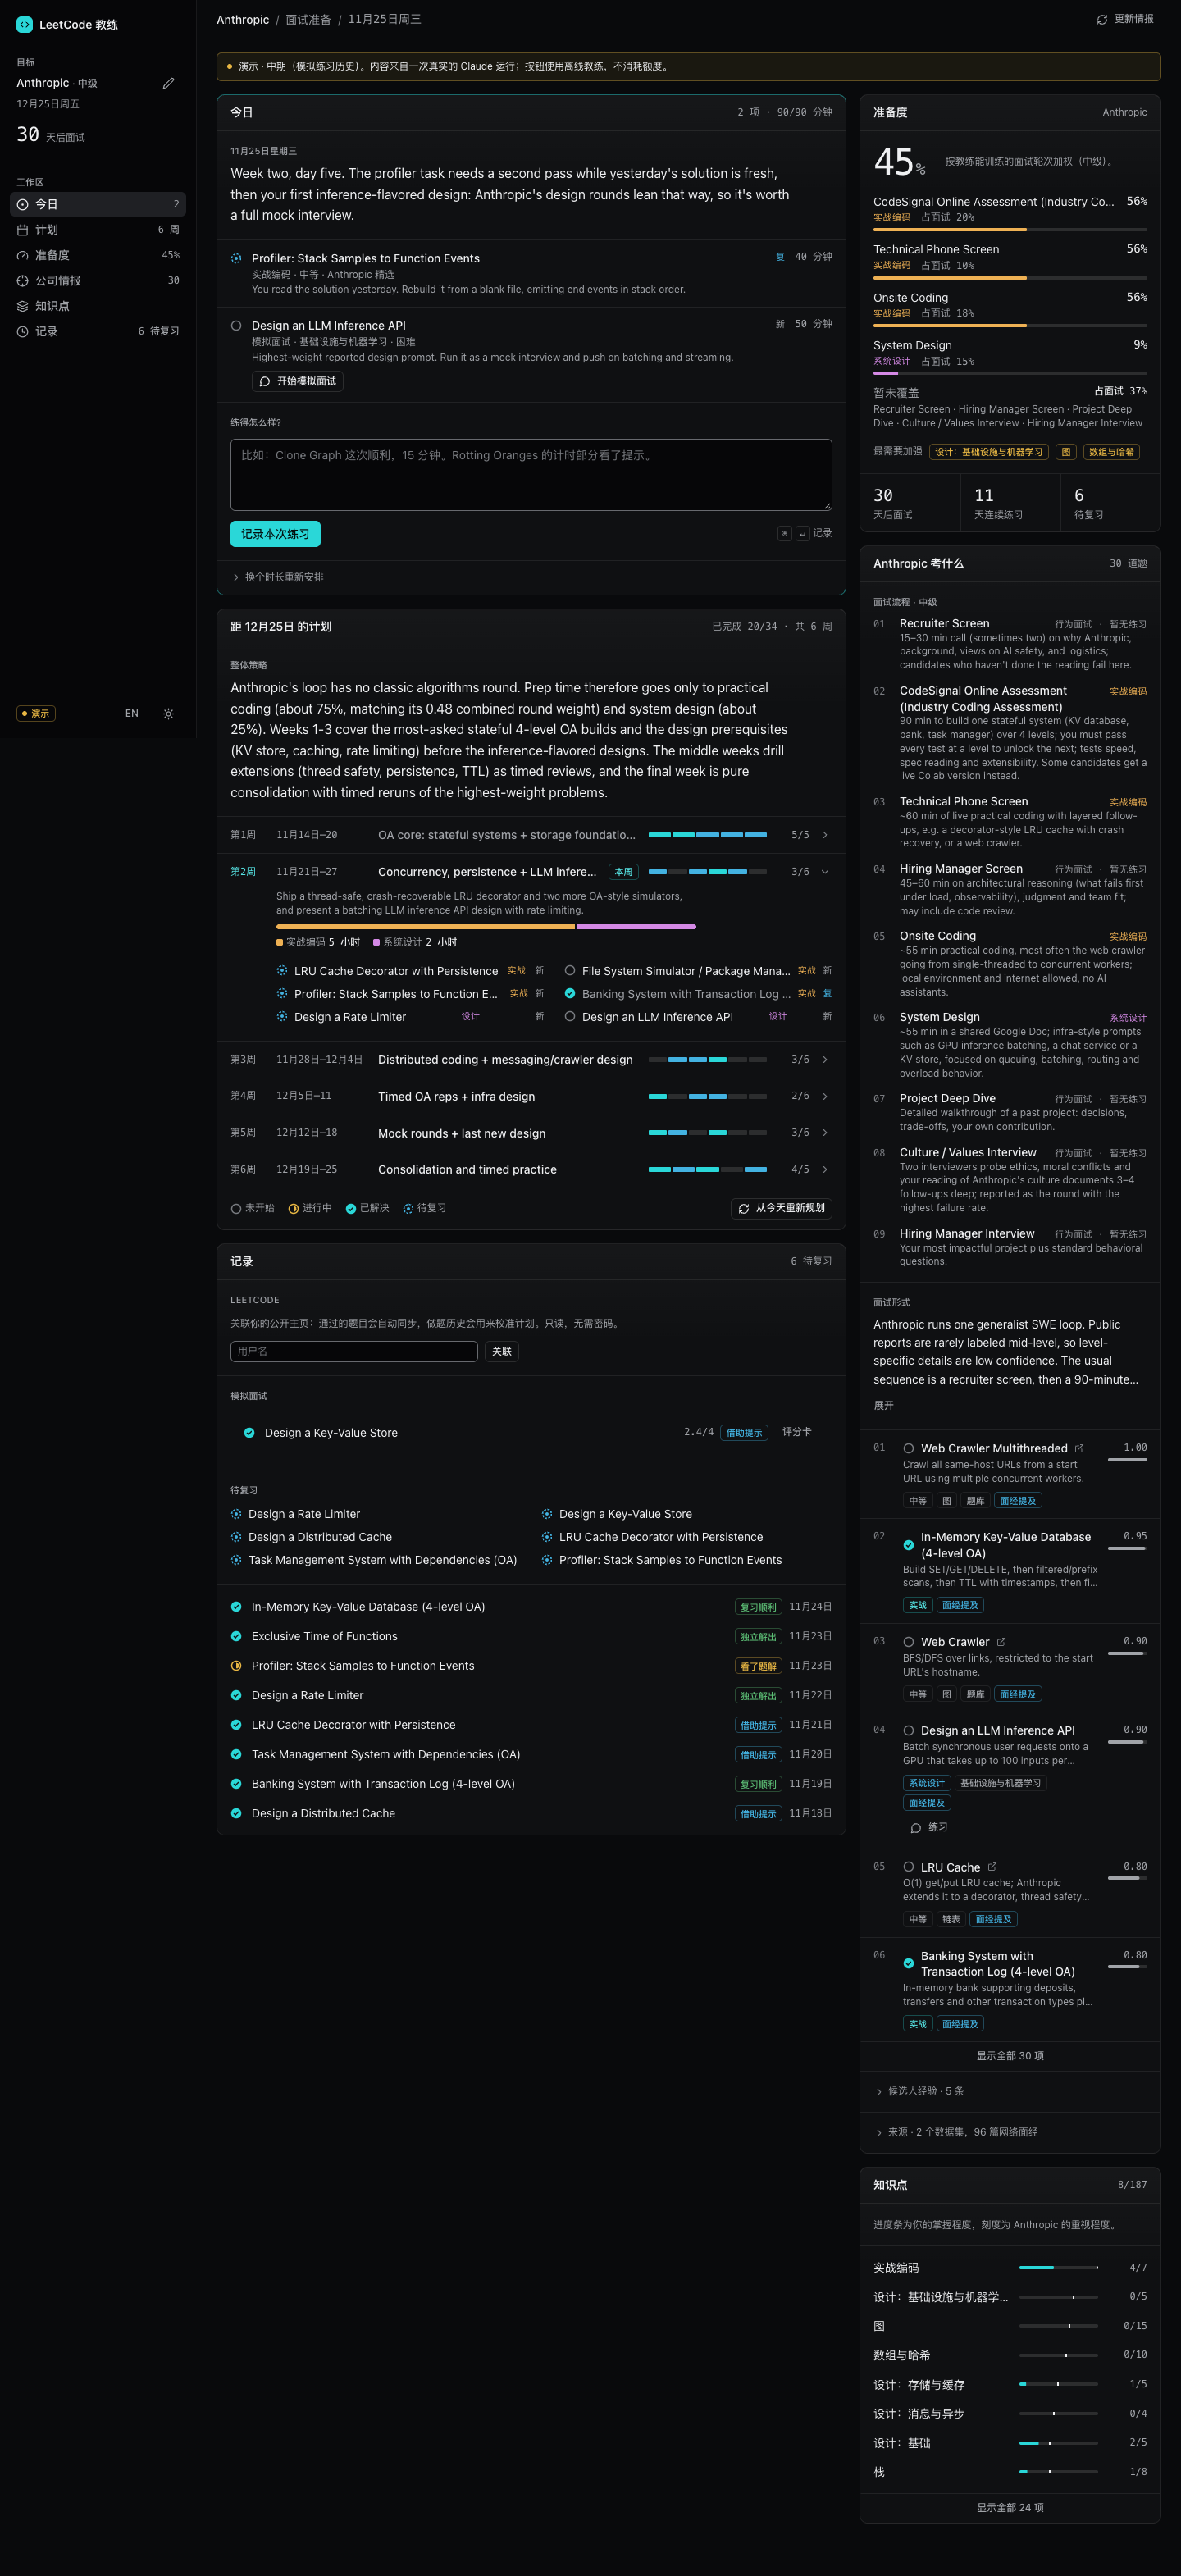 LeetCode 教练
目标
Anthropic · 中级
12月25日周五
30 天后面试
工作区
今日 2
计划 6 周
准备度 45%
公司情报 30
知识点
记录 6 待复习
演示 EN
Anthropic / 面试准备 / 11月25日周三
更新情报
演示 · 中期（模拟练习历史）。内容来自一次真实的 Claude 运行；按钮使用离线教练，不消耗额度。
今日 2 项 · 90/90 分钟
11月25日星期三
Week two, day five. The profiler task needs a second pass while yesterday's solution is fresh,
then your first inference-flavored design: Anthropic's design rounds lean that way, so it's worth
a full mock interview.
Profiler: Stack Samples to Function Events 复 40 分钟
实战编码 · 中等 · Anthropic 精选
You read the solution yesterday. Rebuild it from a blank file, emitting end events in stack order.
Design an LLM Inference API 新 50 分钟
模拟面试 · 基础设施与机器学习 · 困难
Highest-weight reported design prompt. Run it as a mock interview and push on batching and streaming.
开始模拟面试
练得怎么样?
比如：Clone Graph 这次顺利，15 分钟。Rotting Oranges 的计时部分看了提示。
记录本次练习
⌘ ↵ 记录
换个时长重新安排
距 12月25日 的计划 已完成 20/34 · 共 6 周
整体策略
Anthropic's loop has no classic algorithms round. Prep time therefore goes only to practical
coding (about 75%, matching its 0.48 combined round weight) and system design (about
25%). Weeks 1-3 cover the most-asked stateful 4-level OA builds and the design prerequisites
(KV store, caching, rate limiting) before the inference-flavored designs. The middle weeks drill
extensions (thread safety, persistence, TTL) as timed reviews, and the final week is pure
consolidation with timed reruns of the highest-weight problems.
第1周 11月14日–20 OA core: stateful systems + storage foundatio... 5/5
第2周 11月21日–27 Concurrency, persistence + LLM infere... 本周 3/6
Ship a thread-safe, crash-recoverable LRU decorator and two more OA-style simulators,
and present a batching LLM inference API design with rate limiting.
实战编码 5 小时 系统设计 2 小时
LRU Cache Decorator with Persistence 实战 新
File System Simulator / Package Mana... 实战 新
Profiler: Stack Samples to Function E... 实战 新
Banking System with Transaction Log ... 实战 复
Design a Rate Limiter 设计 新
Design an LLM Inference API 设计 新
第3周 11月28日–12月4日 Distributed coding + messaging/crawler design 3/6
第4周 12月5日–11 Timed OA reps + infra design 2/6
第5周 12月12日–18 Mock rounds + last new design 3/6
第6周 12月19日–25 Consolidation and timed practice 4/5
未开始 进行中 已解决 待复习
从今天重新规划
记录 6 待复习
LEETCODE
关联你的公开主页：通过的题目会自动同步，做题历史会用来校准计划。只读，无需密码。
用户名 关联
模拟面试
Design a Key-Value Store 2.4/4 借助提示 评分卡
待复习
Design a Rate Limiter
Design a Key-Value Store
Design a Distributed Cache
LRU Cache Decorator with Persistence
Task Management System with Dependencies (OA)
Profiler: Stack Samples to Function Events
In-Memory Key-Value Database (4-level OA) 复习顺利 11月24日
Exclusive Time of Functions 独立解出 11月23日
Profiler: Stack Samples to Function Events 看了题解 11月23日
Design a Rate Limiter 独立解出 11月22日
LRU Cache Decorator with Persistence 借助提示 11月21日
Task Management System with Dependencies (OA) 借助提示 11月20日
Banking System with Transaction Log (4-level OA) 复习顺利 11月19日
Design a Distributed Cache 借助提示 11月18日
准备度 Anthropic
45% 按教练能训练的面试轮次加权（中级）。
CodeSignal Online Assessment (Industry Co... 56%
实战编码 占面试 20%
Technical Phone Screen 56%
实战编码 占面试 10%
Onsite Coding 56%
实战编码 占面试 18%
System Design 9%
系统设计 占面试 15%
暂未覆盖 占面试 37%
Recruiter Screen · Hiring Manager Screen · Project Deep
Dive · Culture / Values Interview · Hiring Manager Interview
最需要加强 设计：基础设施与机器学习 图 数组与哈希
30 11 6
天后面试 天连续练习 待复习
Anthropic 考什么 30 道题
面试流程 · 中级
01 Recruiter Screen 行为面试 · 暂无练习
15–30 min call (sometimes two) on why Anthropic,
background, views on AI safety, and logistics;
candidates who haven't done the reading fail here.
02 CodeSignal Online Assessment 实战编码
(Industry Coding Assessment)
90 min to build one stateful system (KV database,
bank, task manager) over 4 levels; you must pass
every test at a level to unlock the next; tests speed,
spec reading and extensibility. Some candidates get a
live Colab version instead.
03 Technical Phone Screen 实战编码
~60 min of live practical coding with layered follow-
ups, e.g. a decorator-style LRU cache with crash
recovery, or a web crawler.
04 Hiring Manager Screen 行为面试 · 暂无练习
45–60 min on architectural reasoning (what fails first
under load, observability), judgment and team fit;
may include code review.
05 Onsite Coding 实战编码
~55 min practical coding, most often the web crawler
going from single-threaded to concurrent workers;
local environment and internet allowed, no AI
assistants.
06 System Design 系统设计
~55 min in a shared Google Doc; infra-style prompts
such as GPU inference batching, a chat service or a
KV store, focused on queuing, batching, routing and
overload behavior.
07 Project Deep Dive 行为面试 · 暂无练习
Detailed walkthrough of a past project: decisions,
trade-offs, your own contribution.
08 Culture / Values Interview 行为面试 · 暂无练习
Two interviewers probe ethics, moral conflicts and
your reading of Anthropic's culture documents 3–4
follow-ups deep; reported as the round with the
highest failure rate.
09 Hiring Manager Interview 行为面试 · 暂无练习
Your most impactful project plus standard behavioral
questions.
面试形式
Anthropic runs one generalist SWE loop. Public
reports are rarely labeled mid-level, so level-
specific details are low confidence. The usual
sequence is a recruiter screen, then a 90-minute...
展开
01 Web Crawler Multithreaded 1.00
Crawl all same-host URLs from a start
URL using multiple concurrent workers.
中等 图 题库 面经提及
02 In-Memory Key-Value Database 0.95
(4-level OA)
Build SET/GET/DELETE, then filtered/prefix
scans, then TTL with timestamps, then fi...
实战 面经提及
03 Web Crawler 0.90
BFS/DFS over links, restricted to the start
URL's hostname.
中等 图 题库 面经提及
04 Design an LLM Inference API 0.90
Batch synchronous user requests onto a
GPU that takes up to 100 inputs per...
系统设计 基础设施与机器学习
面经提及
练习
05 LRU Cache 0.80
O(1) get/put LRU cache; Anthropic
extends it to a decorator, thread safety...
中等 链表 面经提及
06 Banking System with 0.80
Transaction Log (4-level OA)
In-memory bank supporting deposits,
transfers and other transaction types pl...
实战 面经提及
显示全部 30 项
候选人经验 · 5 条
来源 · 2 个数据集，96 篇网络面经
知识点 8/187
进度条为你的掌握程度，刻度为 Anthropic 的重视程度。
实战编码 4/7
设计：基础设施与机器学... 0/5
图 0/15
数组与哈希 0/10
设计：存储与缓存 1/5
设计：消息与异步 0/4
设计：基础 2/5
栈 1/8
显示全部 24 项